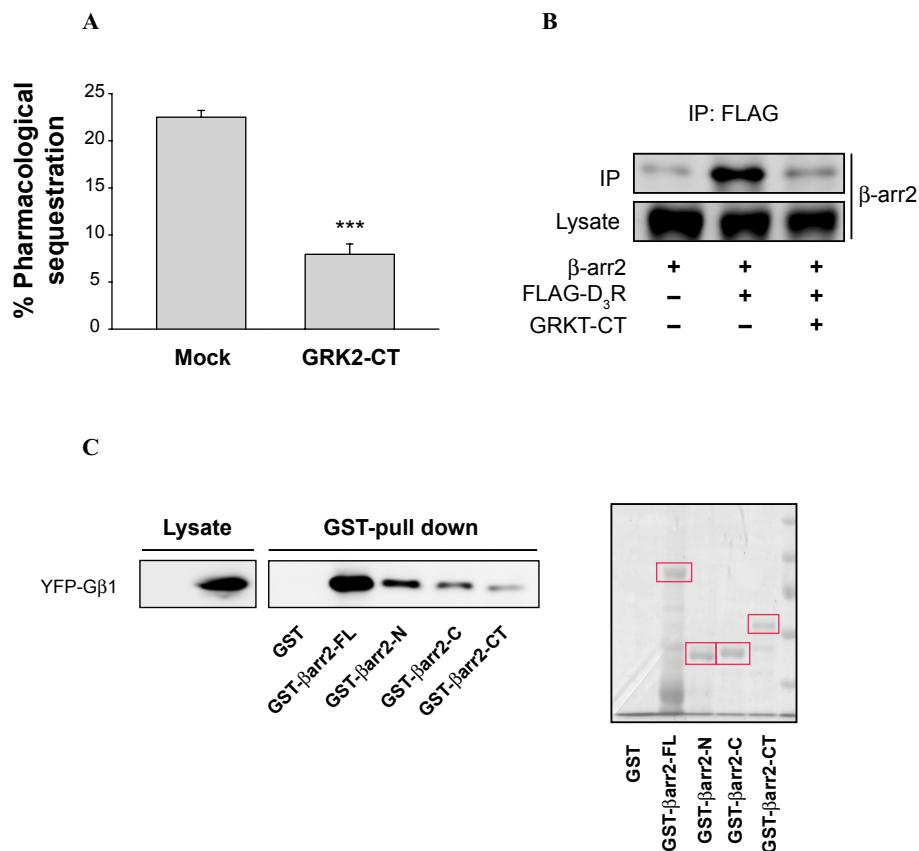 A
% Pharmacological
sequestration
25
20
15
10
5
0
***
Mock
GRK2-CT
B
IP: FLAG
IP
Lysate
β-arr2
β-arr2 + + +
FLAG-D₃R – + +
GRKT-CT – – +
C
Lysate
GST-pull down
YFP-Gβ1
GST
GST-βarr2-FL
GST-βarr2-N
GST-βarr2-C
GST-βarr2-CT
GST
GST-βarr2-FL
GST-βarr2-N
GST-βarr2-C
GST-βarr2-CT